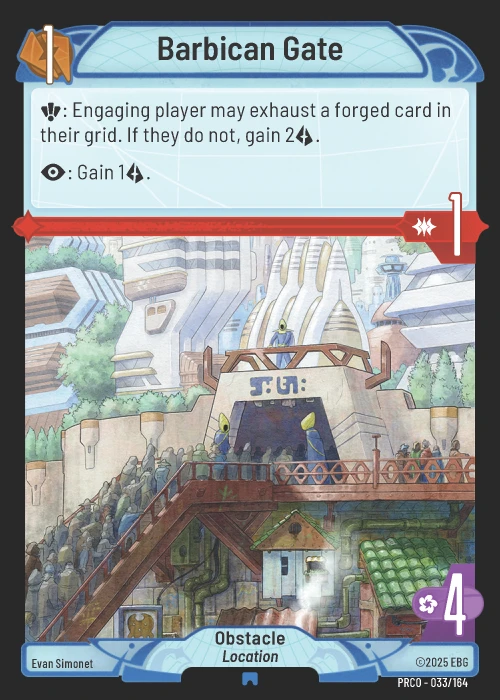 1
Barbican Gate
: Engaging player may exhaust a forged card in
their grid. If they do not, gain 2.
: Gain 1.
1
4
Obstacle
Location
Evan Simonet
©2025 EBG
PRCO - 033/164